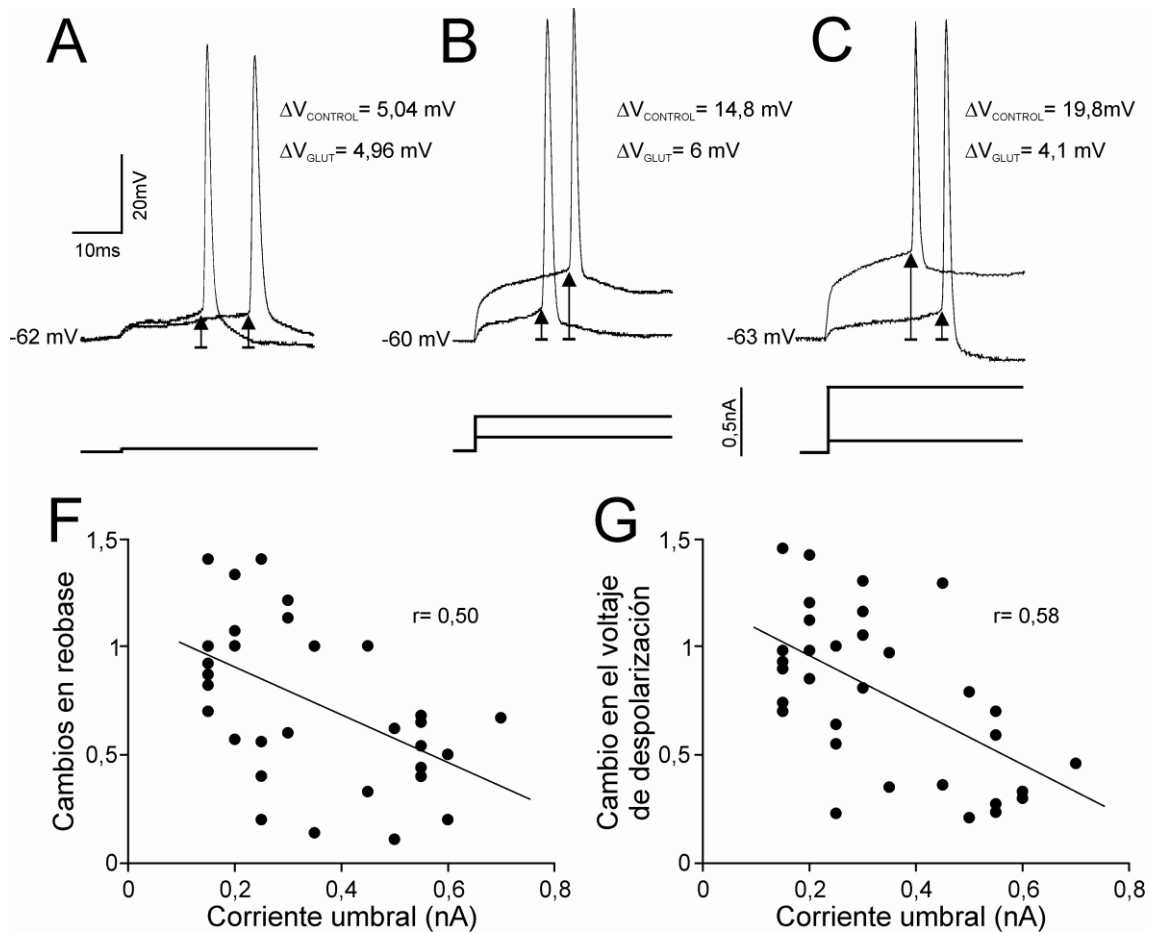 A
ΔVCONTROL= 5,04 mV
ΔVGLUT= 4,96 mV
20mV
10ms
-62 mV
B
ΔVCONTROL= 14,8 mV
ΔVGLUT= 6 mV
-60 mV
C
ΔVCONTROL= 19,8mV
ΔVGLUT= 4,1 mV
-63 mV
0,5nA
F
Cambios en reobase
1,5
1
0,5
0
r= 0,50
0
0,2
0,4
0,6
0,8
Corriente umbral (nA)
G
Cambio en el voltaje
de despolarización
1,5
1
0,5
0
r= 0,58
0
0,2
0,4
0,6
0,8
Corriente umbral (nA)